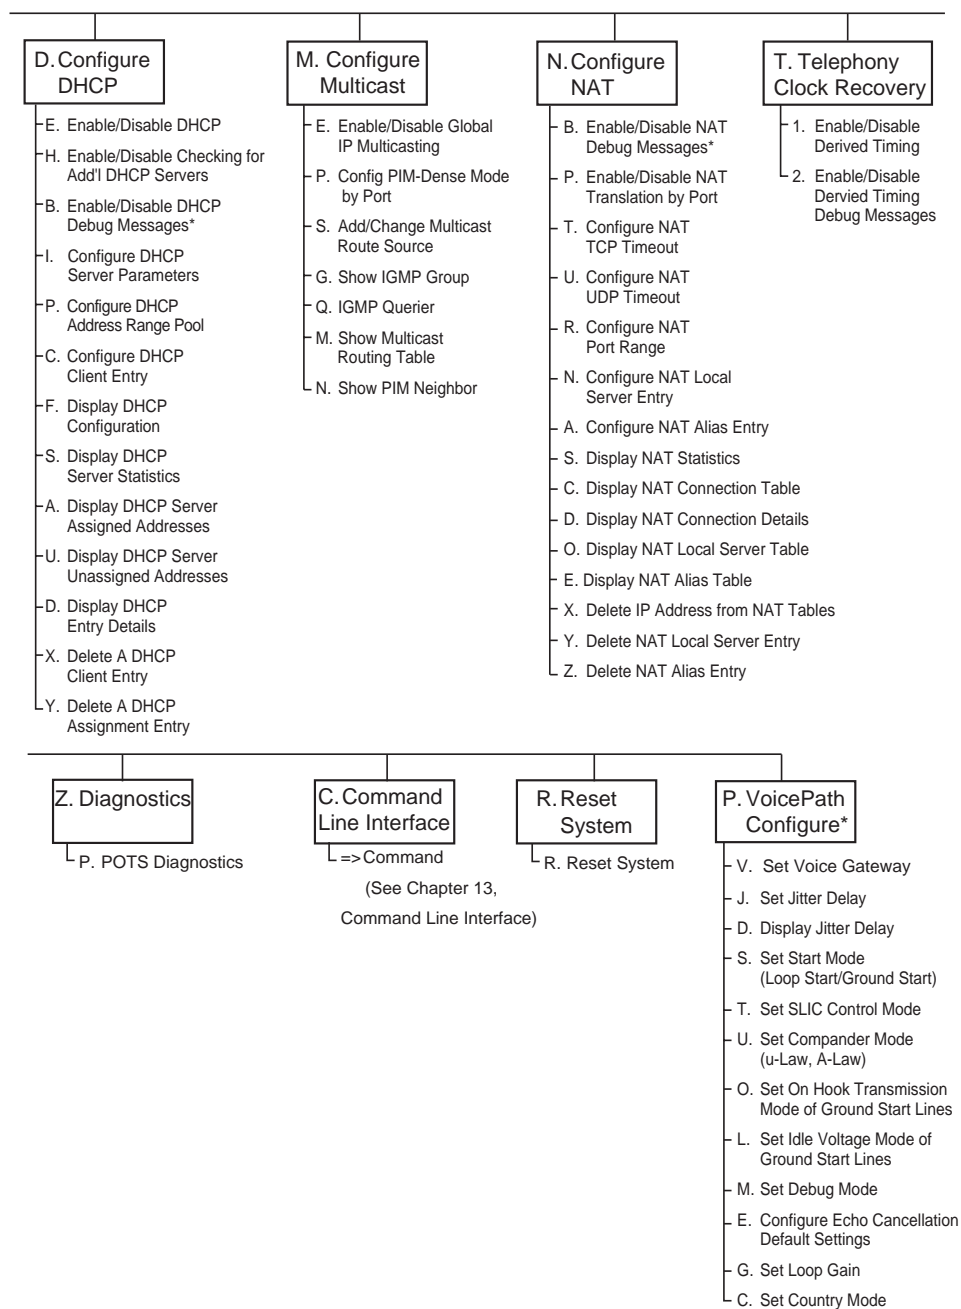 D. Configure
DHCP
E. Enable/Disable DHCP
H. Enable/Disable Checking for
Add'l DHCP Servers
B. Enable/Disable DHCP
Debug Messages*
I. Configure DHCP
Server Parameters
P. Configure DHCP
Address Range Pool
C. Configure DHCP
Client Entry
F. Display DHCP
Configuration
S. Display DHCP
Server Statistics
A. Display DHCP Server
Assigned Addresses
U. Display DHCP Server
Unassigned Addresses
D. Display DHCP
Entry Details
X. Delete A DHCP
Client Entry
Y. Delete A DHCP
Assignment Entry
M. Configure
Multicast
E. Enable/Disable Global
IP Multicasting
P. Config PIM-Dense Mode
by Port
S. Add/Change Multicast
Route Source
G. Show IGMP Group
Q. IGMP Querier
M. Show Multicast
Routing Table
N. Show PIM Neighbor
N. Configure
NAT
B. Enable/Disable NAT
Debug Messages*
P. Enable/Disable NAT
Translation by Port
T. Configure NAT
TCP Timeout
U. Configure NAT
UDP Timeout
R. Configure NAT
Port Range
N. Configure NAT Local
Server Entry
A. Configure NAT Alias Entry
S. Display NAT Statistics
C. Display NAT Connection Table
D. Display NAT Connection Details
O. Display NAT Local Server Table
E. Display NAT Alias Table
X. Delete IP Address from NAT Tables
Y. Delete NAT Local Server Entry
Z. Delete NAT Alias Entry
T. Telephony
Clock Recovery
1. Enable/Disable
Derived Timing
2. Enable/Disable
Dervied Timing
Debug Messages
Z. Diagnostics
P. POTS Diagnostics
C. Command
Line Interface
=>Command
(See Chapter 13,
Command Line Interface)
R. Reset
System
R. Reset System
P. VoicePath
Configure*
V. Set Voice Gateway
J. Set Jitter Delay
D. Display Jitter Delay
S. Set Start Mode
(Loop Start/Ground Start)
T. Set SLIC Control Mode
U. Set Compander Mode
(u-Law, A-Law)
O. Set On Hook Transmission
Mode of Ground Start Lines
L. Set Idle Voltage Mode of
Ground Start Lines
M. Set Debug Mode
E. Configure Echo Cancellation
Default Settings
G. Set Loop Gain
C. Set Country Mode